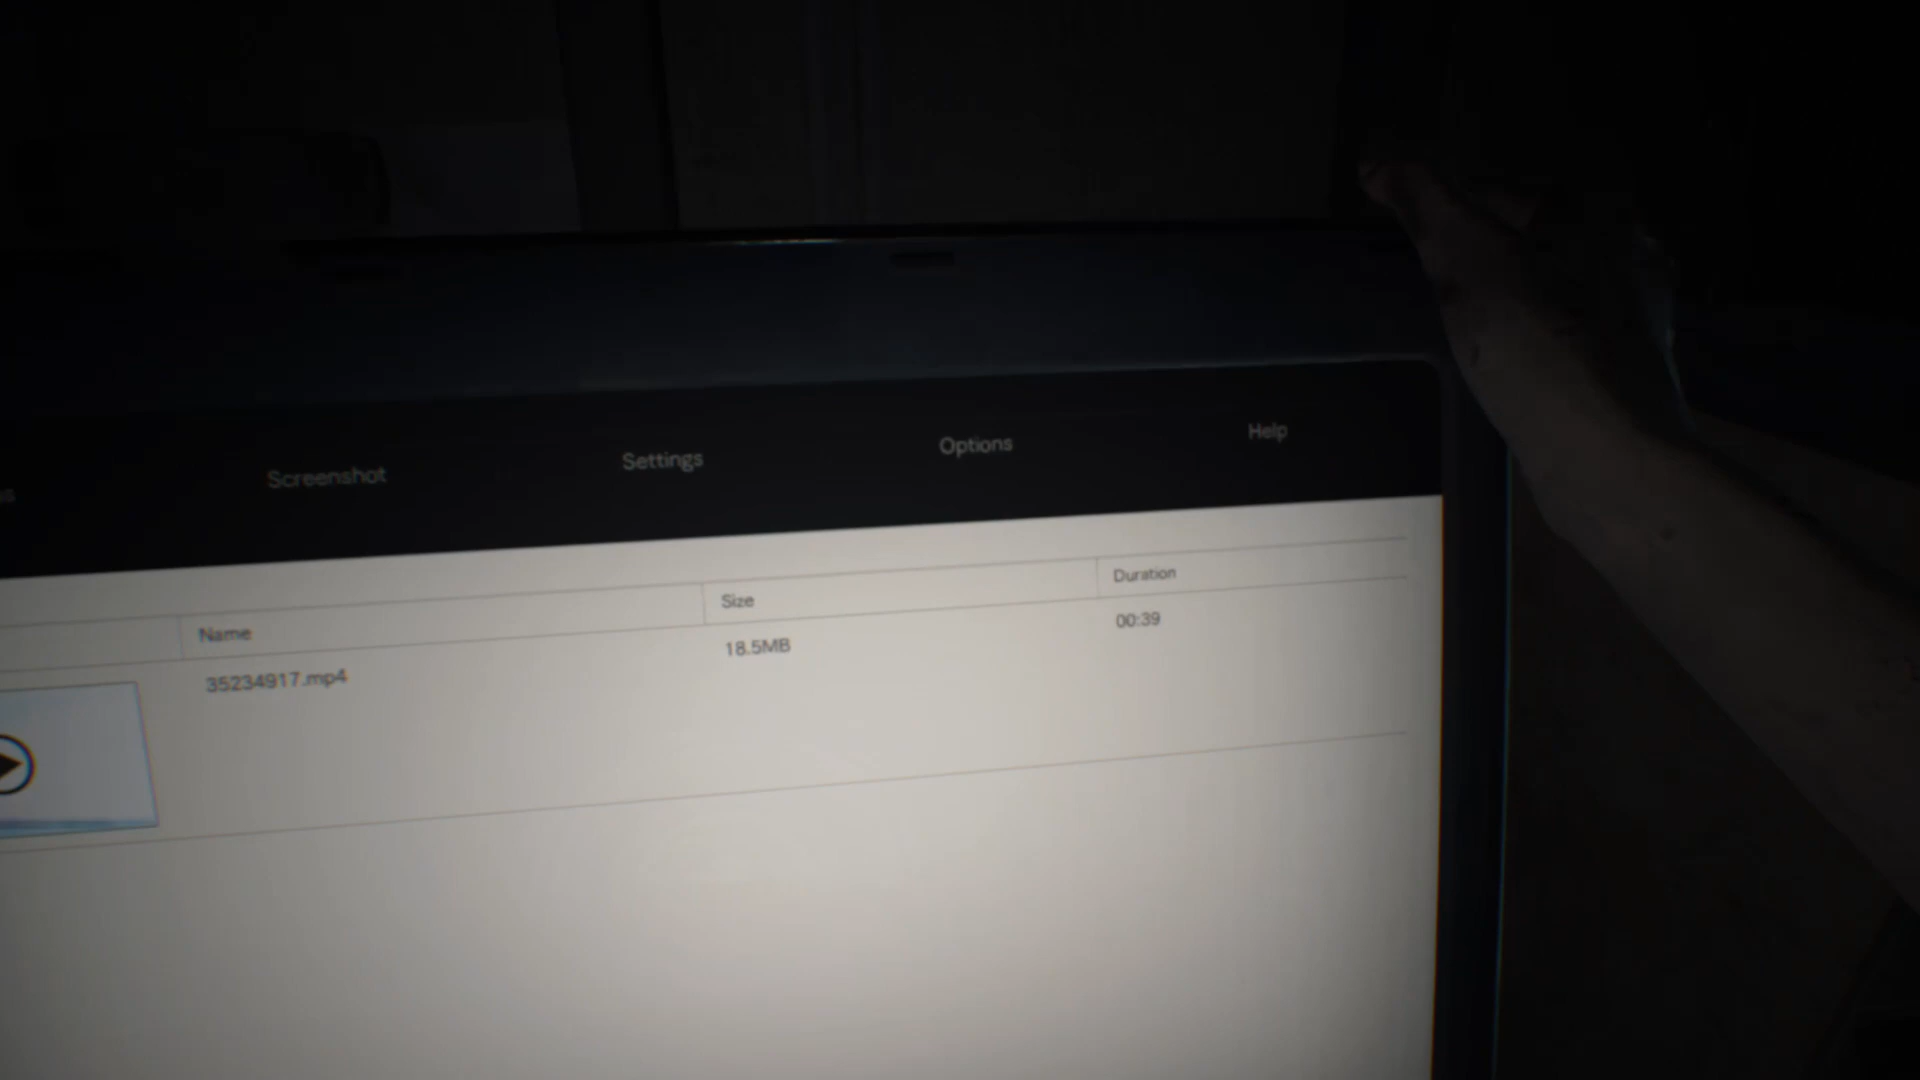 Screenshot Settings Options Help
Name Size Duration
35234917.mp4 18.5MB 00:39